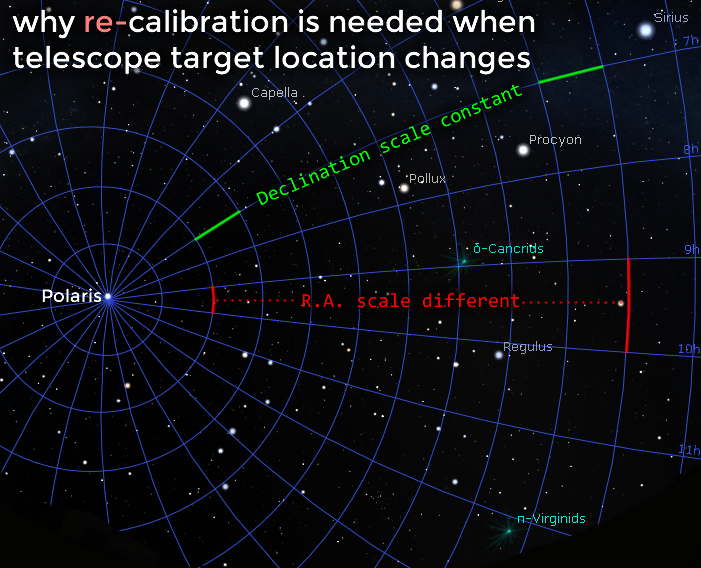 why re-calibration is needed when
telescope target location changes
Sirius
7h
Capella
Declination scale constant
Procyon
8h
Pollux
δ-Cancrids
9h
Polaris
R.A. scale different
Regulus
10h
11h
π-Virginids